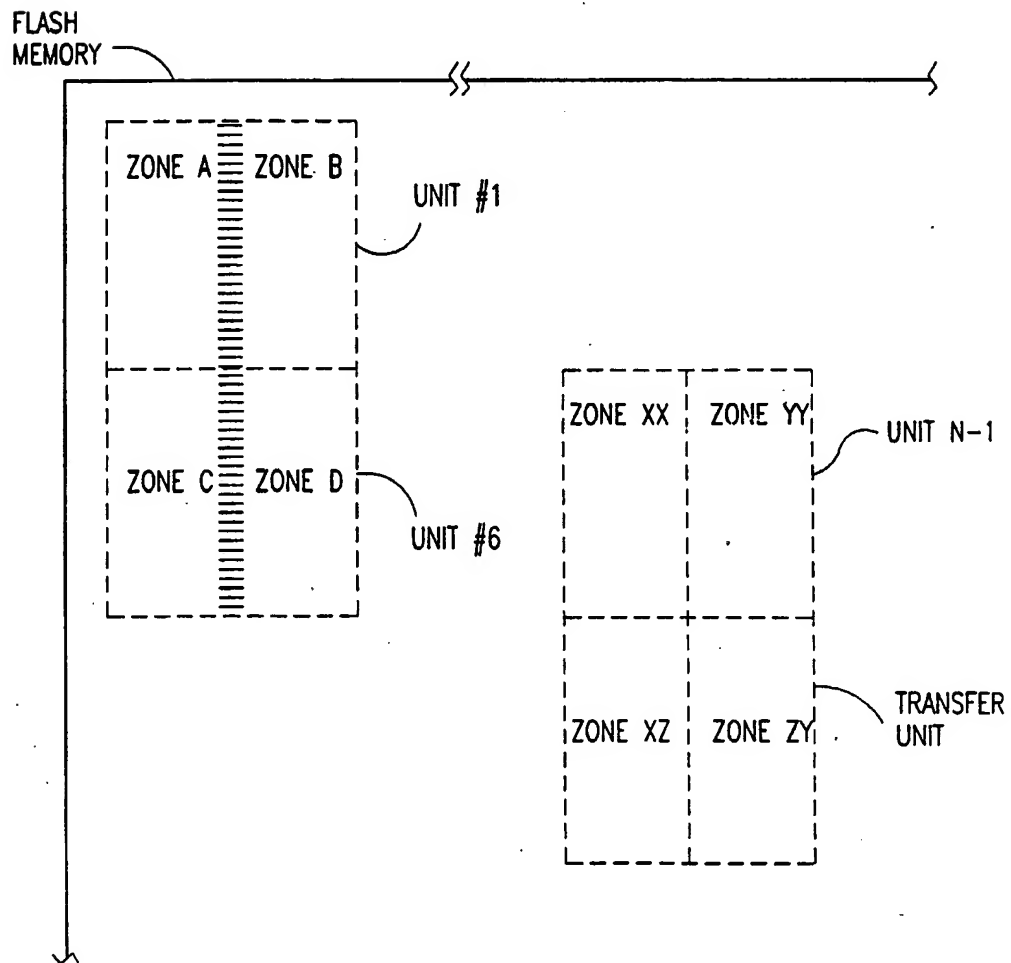 FLASH
MEMORY
ZONE A ZONE B
UNIT #1
ZONE C ZONE D
UNIT #6
ZONE XX ZONE YY
UNIT N-1
ZONE XZ ZONE ZY
TRANSFER
UNIT